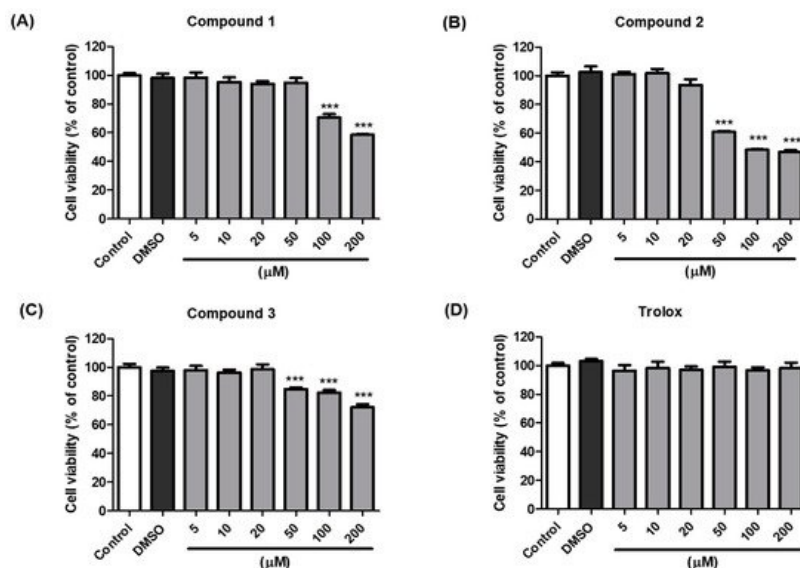 (A)
Compound 1
Cell viability (% of control)
120
100
80
60
40
20
0
***
***
Control
DMSO
5
10
20
50
100
200
(μM)
(B)
Compound 2
Cell viability (% of control)
120
100
80
60
40
20
0
***
***
***
Control
DMSO
5
10
20
50
100
200
(μM)
(C)
Compound 3
Cell viability (% of control)
120
100
80
60
40
20
0
***
***
***
Control
DMSO
5
10
20
50
100
200
(μM)
(D)
Trolox
Cell viability (% of control)
120
100
80
60
40
20
0
Control
DMSO
5
10
20
50
100
200
(μM)